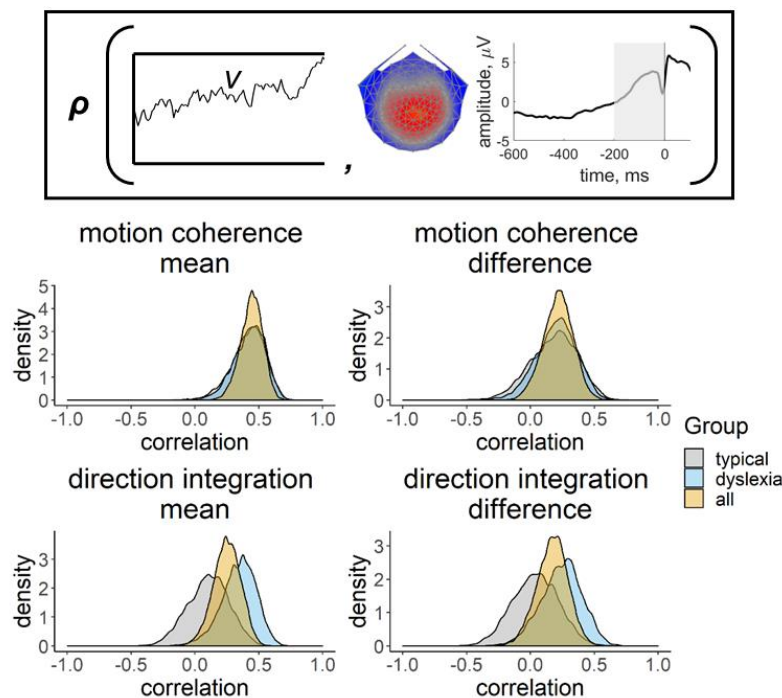 ρ
v
,
amplitude, μV
5
0
-5
-600 -400 -200 0
time, ms
motion coherence
mean
density
5
4
3
2
1
0
-1.0 -0.5 0.0 0.5 1.0
correlation
motion coherence
difference
density
3
2
1
0
-1.0 -0.5 0.0 0.5 1.0
correlation
direction integration
mean
density
3
2
1
0
-1.0 -0.5 0.0 0.5 1.0
correlation
direction integration
difference
density
3
2
1
0
-1.0 -0.5 0.0 0.5 1.0
correlation
Group
typical
dyslexia
all